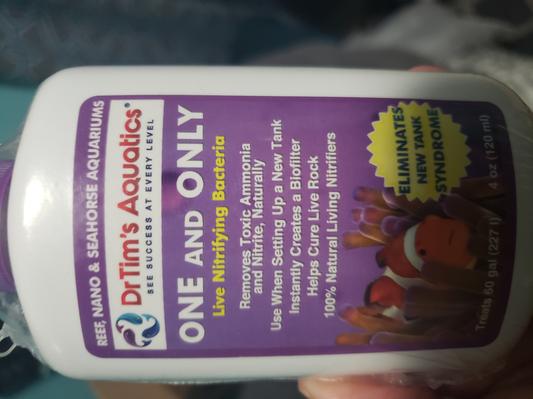 REEF, NANO & SEAHORSE AQUARIUMS
DrTim's Aquatics®
SEE SUCCESS AT EVERY LEVEL
ONE AND ONLY
Live Nitrifying Bacteria
Removes Toxic Ammonia
and Nitrite, Naturally
Use When Setting Up a New Tank
Instantly Creates a Biofilter
Helps Cure Live Rock
100% Natural Living Nitrifiers
ELIMINATES
NEW TANK
SYNDROME
Treats 60 gal (227 l)
4 oz (120 ml)